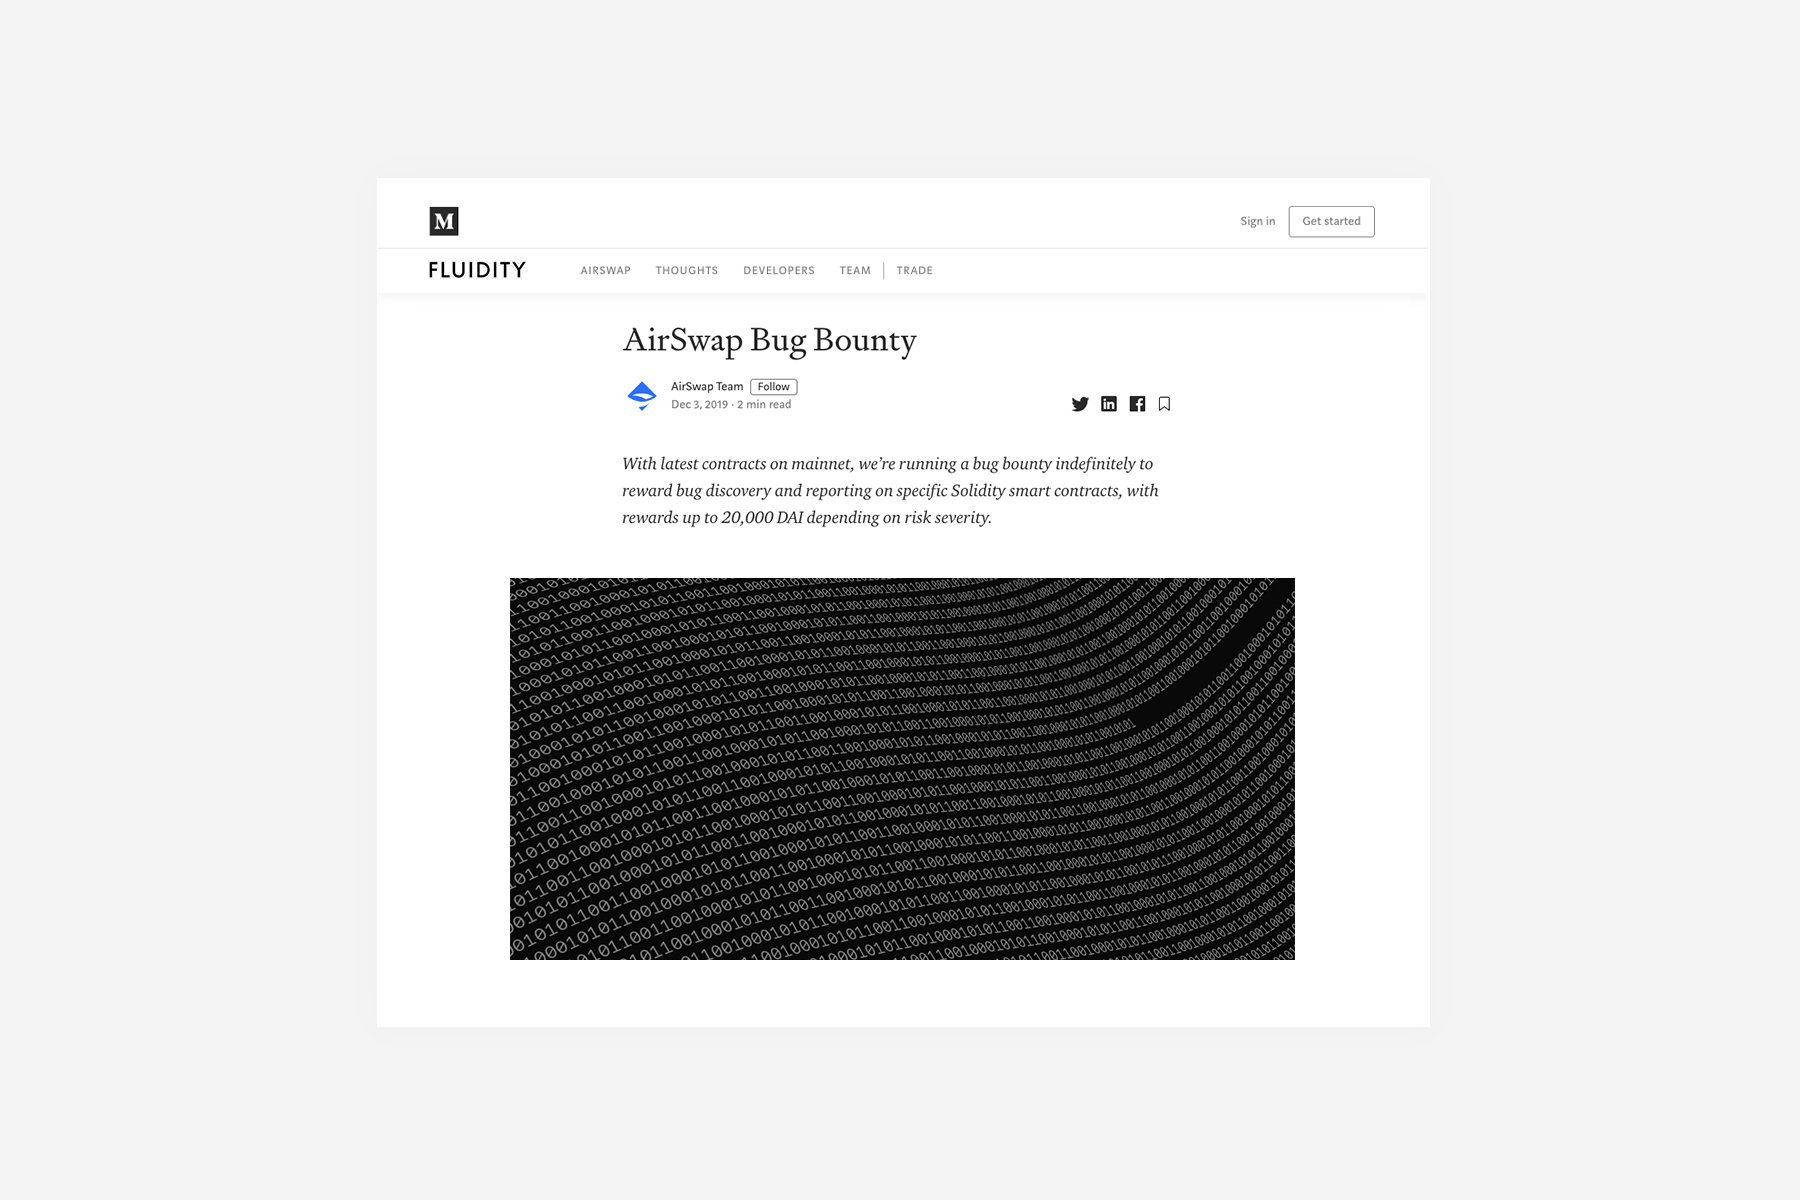 M
Sign in
Get started
FLUIDITY
AIRSWAP
THOUGHTS
DEVELOPERS
TEAM
TRADE
AirSwap Bug Bounty
AirSwap Team
Follow
Dec 3, 2019 · 2 min read
With latest contracts on mainnet, we’re running a bug bounty indefinitely to
reward bug discovery and reporting on specific Solidity smart contracts, with
rewards up to 20,000 DAI depending on risk severity.